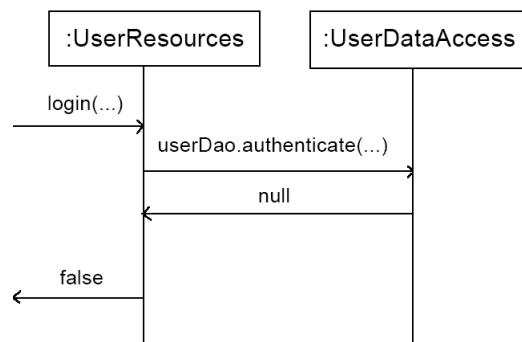 :UserResources
:UserDataAccess
login(...)
userDao.authenticate(...)
null
false